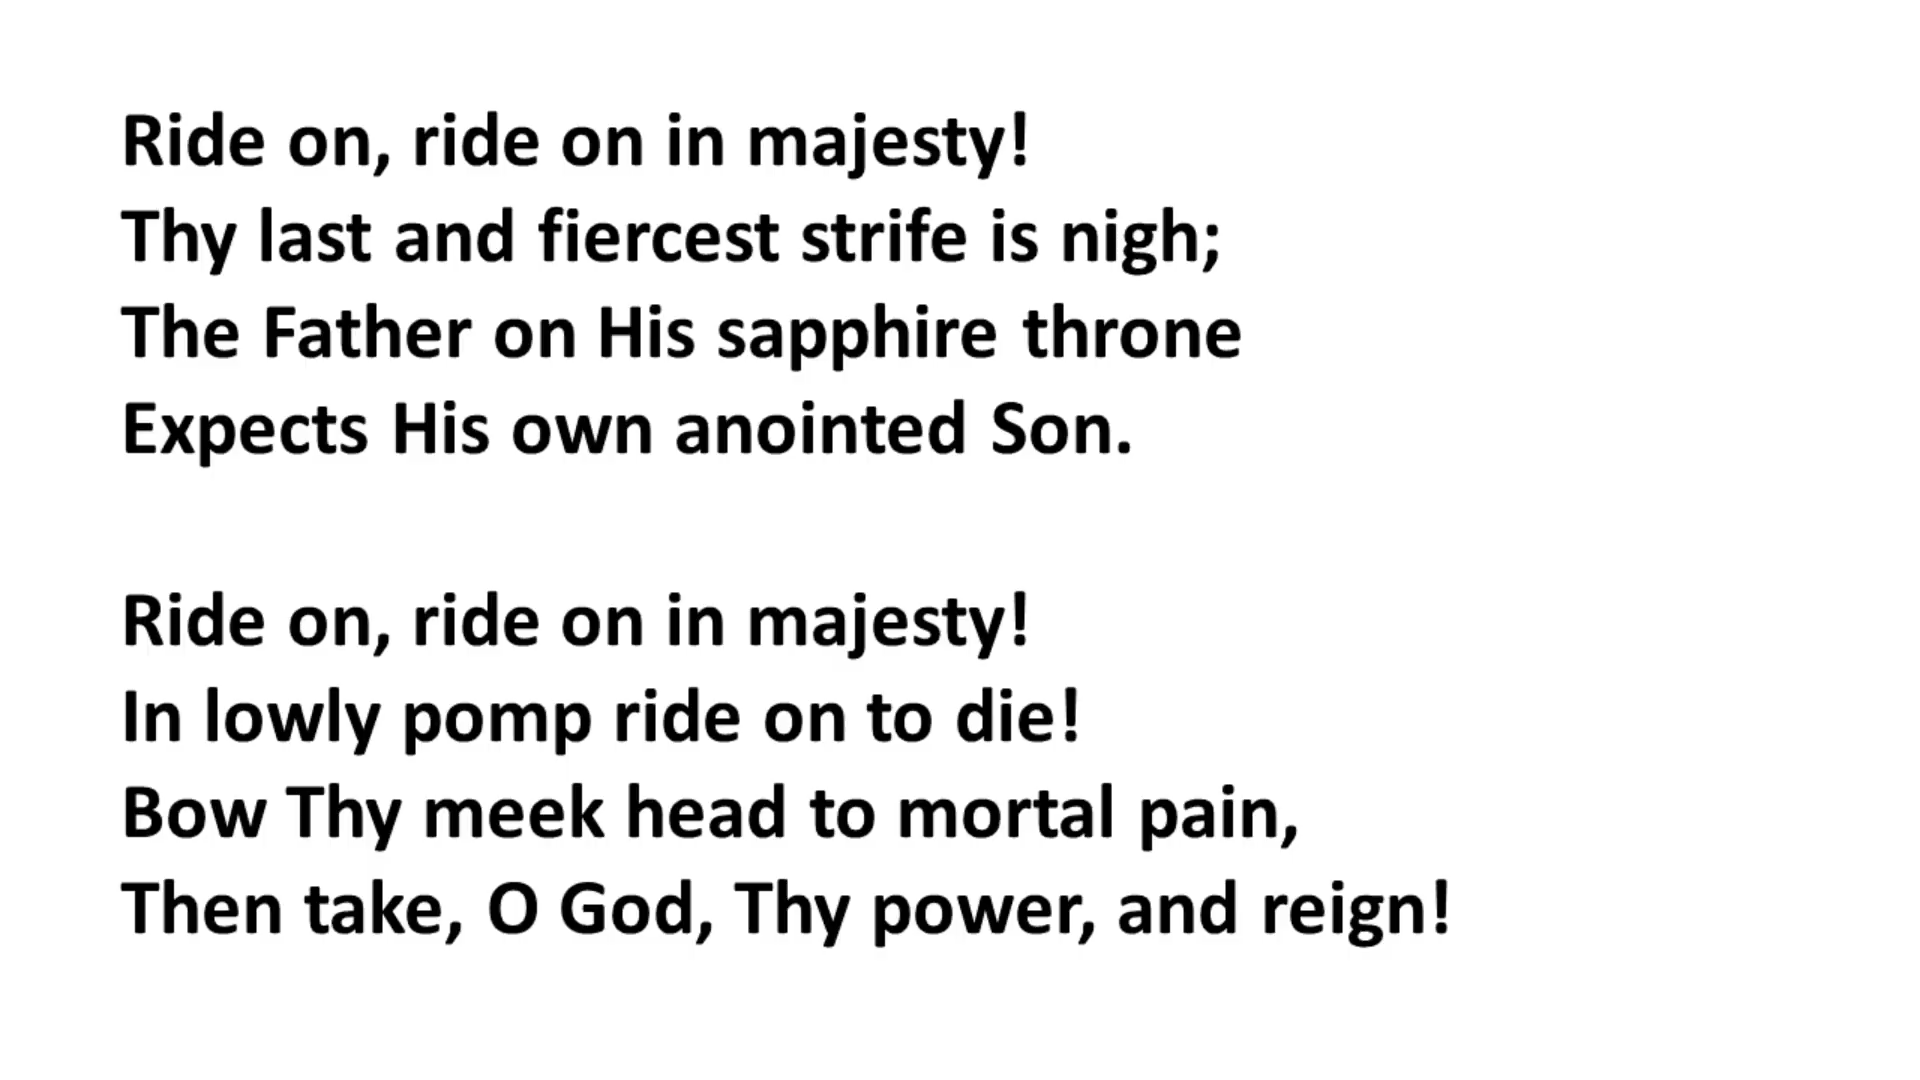 Ride on, ride on in majesty!
Thy last and fiercest strife is nigh;
The Father on His sapphire throne
Expects His own anointed Son.
Ride on, ride on in majesty!
In lowly pomp ride on to die!
Bow Thy meek head to mortal pain,
Then take, O God, Thy power, and reign!